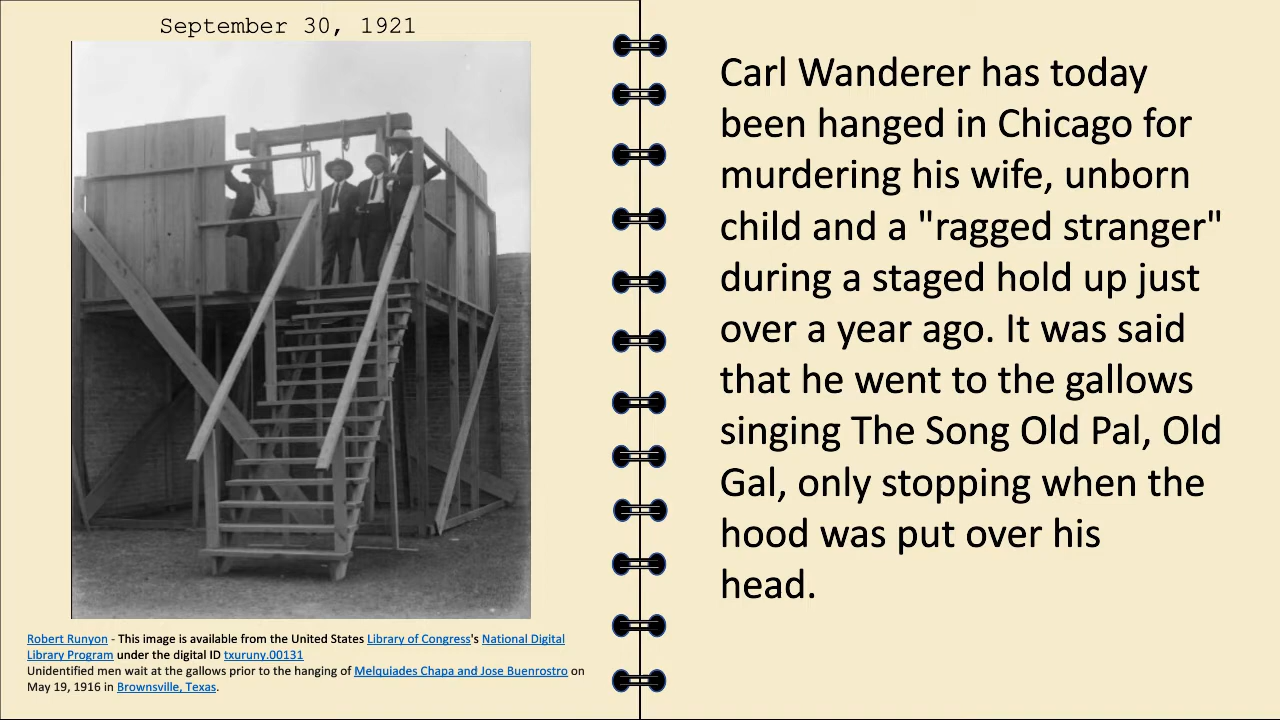 September 30, 1921
Robert Runyon - This image is available from the United States Library of Congress's National Digital
Library Program under the digital ID txuruny.00131
Unidentified men wait at the gallows prior to the hanging of Melquiades Chapa and Jose Buenrostro on
May 19, 1916 in Brownsville, Texas.
Carl Wanderer has today
been hanged in Chicago for
murdering his wife, unborn
child and a "ragged stranger"
during a staged hold up just
over a year ago. It was said
that he went to the gallows
singing The Song Old Pal, Old
Gal, only stopping when the
hood was put over his
head.